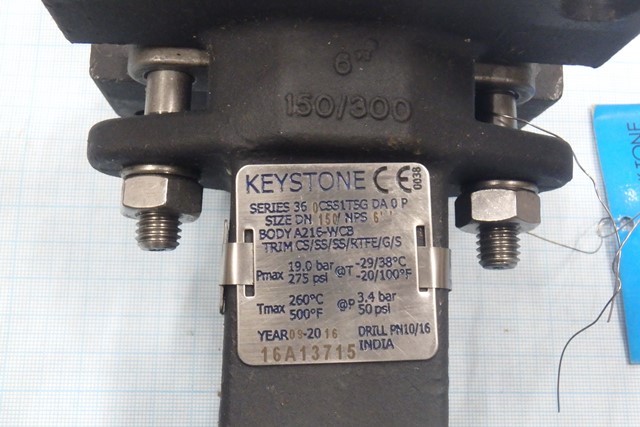 6"
150/300
KEYSTONE CE 0038
SERIES 36 0CSS1TSG DA 0 P
SIZE DN 150 NPS 6"
BODY A216-WCB
TRIM CS/SS/SS/RTFE/G/S
Pmax 19.0 bar @T -29/38°C
275 psi -20/100°F
Tmax 260°C @P 3.4 bar
500°F 50 psi
YEAR 09-2016 DRILL PN10/16
16A13715 INDIA
KEYSTONE